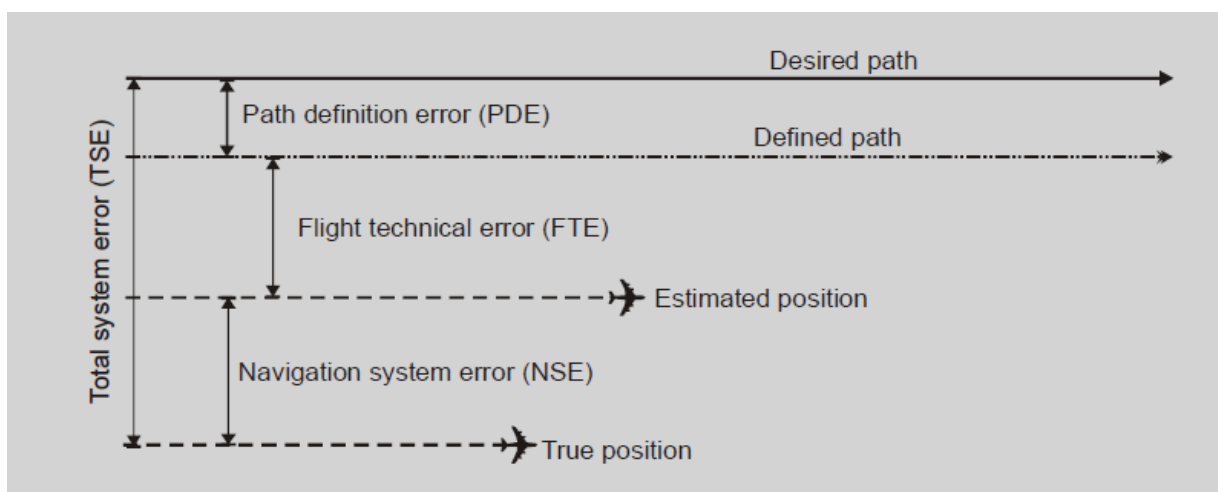 Desired path
Path definition error (PDE)
Defined path
Total system error (TSE)
Flight technical error (FTE)
Estimated position
Navigation system error (NSE)
True position